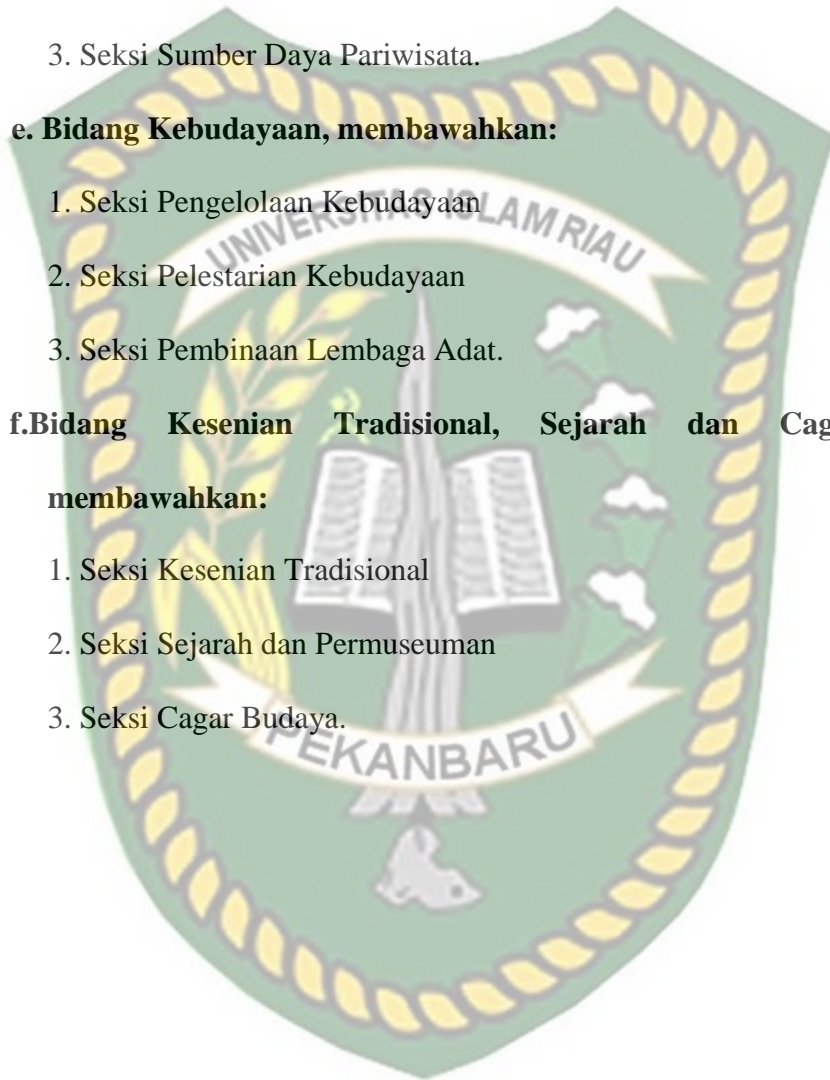 3. Seksi Sumber Daya Pariwisata.
e. Bidang Kebudayaan, membawahkan:
1. Seksi Pengelolaan Kebudayaan
UNIVERSITAS ISLAM RIAU
2. Seksi Pelestarian Kebudayaan
3. Seksi Pembinaan Lembaga Adat.
f.Bidang Kesenian Tradisional, Sejarah dan Cag
membawahkan:
1. Seksi Kesenian Tradisional
2. Seksi Sejarah dan Permuseuman
3. Seksi Cagar Budaya.
PEKANBARU